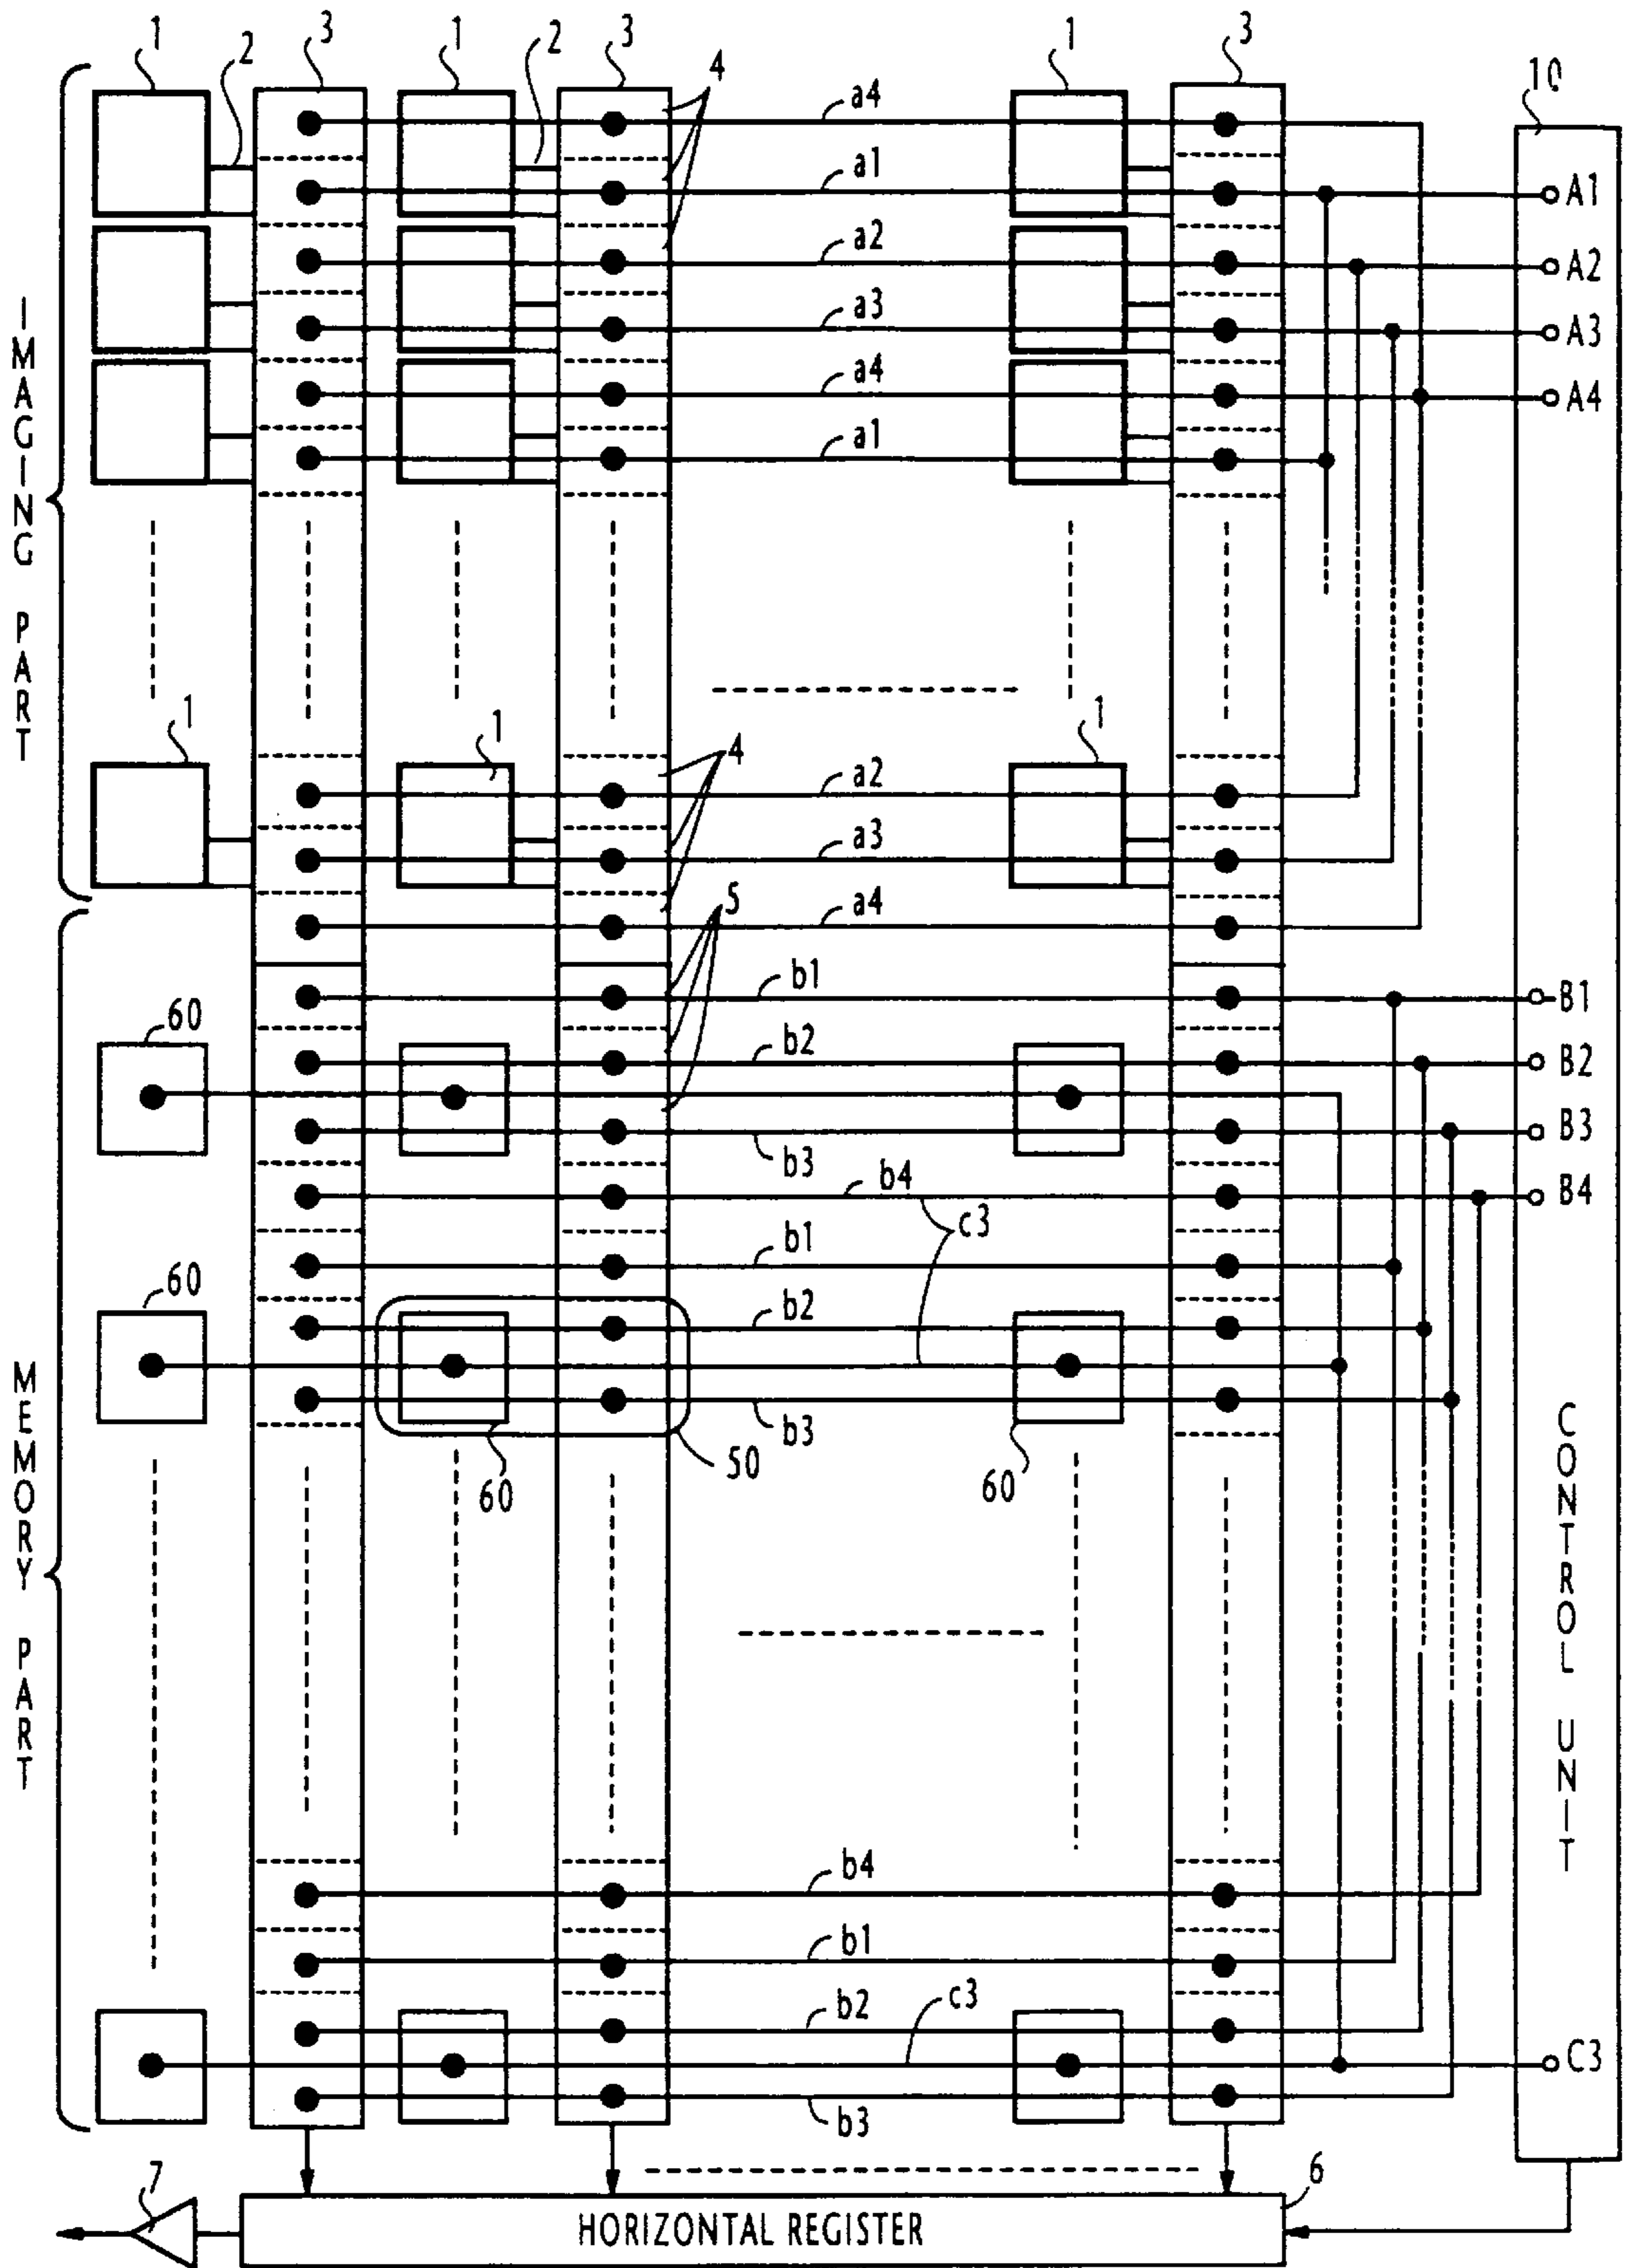 1 2 3 1 2 3 4 1 3 10
a4
a1 A1
a2 A2
a3 A3
a4 A4
a1
IMAGING PART
1 1 4 1
a2
a3
5 a4
b1 B1
60 b2 B2
b3 B3
b4 B4
c3
b1
60 b2
b3
60 50 60
MEMORY PART
CONTROL UNIT
b4
b1
b2 c3
C3
b3
7 6
HORIZONTAL REGISTER